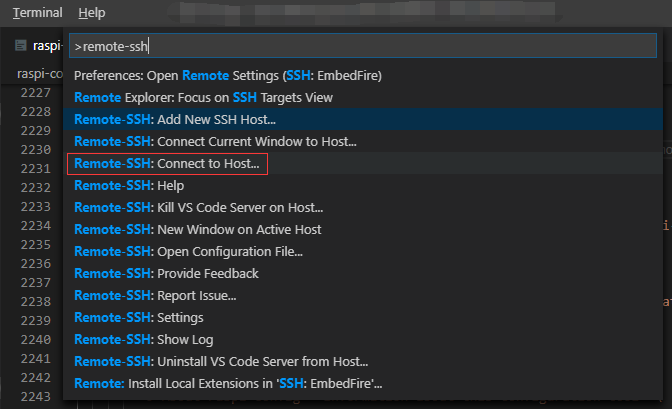 Terminal Help
raspi-
>remote-ssh
raspi-co
Preferences: Open Remote Settings (SSH: EmbedFire)
2227
Remote Explorer: Focus on SSH Targets View
2228
Remote-SSH: Add New SSH Host...
2229
Remote-SSH: Connect Current Window to Host...
2230
Remote-SSH: Connect to Host...
2231
Remote-SSH: Help
2232
Remote-SSH: Kill VS Code Server on Host...
2233
Remote-SSH: New Window on Active Host
2234
Remote-SSH: Open Configuration File...
2235
2236
Remote-SSH: Provide Feedback
2237
Remote-SSH: Report Issue...
2238
Remote-SSH: Settings
2239
Remote-SSH: Show Log
2240
Remote-SSH: Uninstall VS Code Server from Host...
2241
Remote: Install Local Extensions in 'SSH: EmbedFire'...
2242
2243